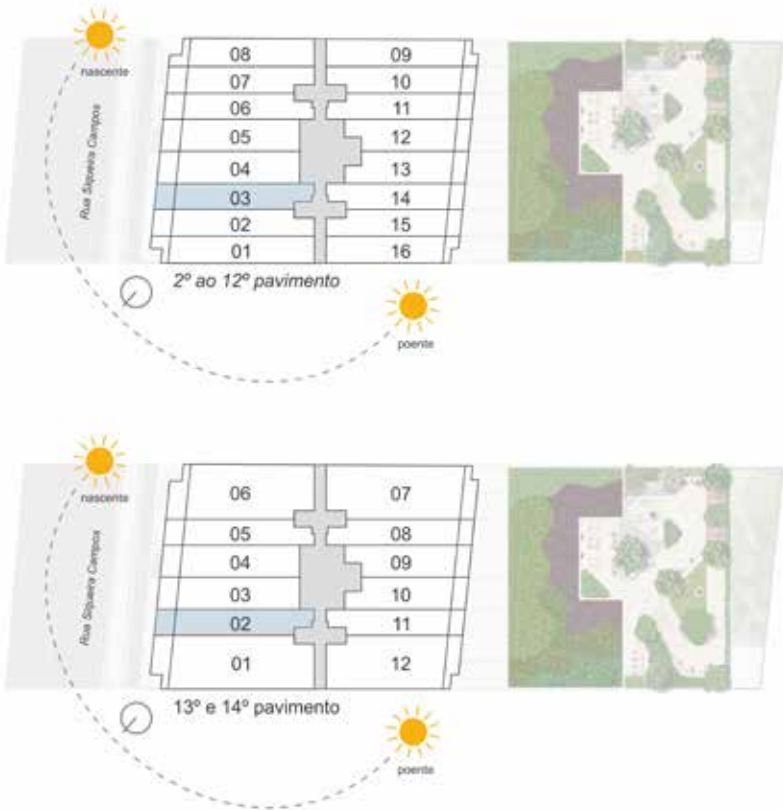 nascente
Rua Siqueira Campos
08 09
07 10
06 11
05 12
04 13
03 14
02 15
01 16
2º ao 12º pavimento
poente
nascente
Rua Siqueira Campos
06 07
05 08
04 09
03 10
02 11
01 12
13º e 14º pavimento
poente